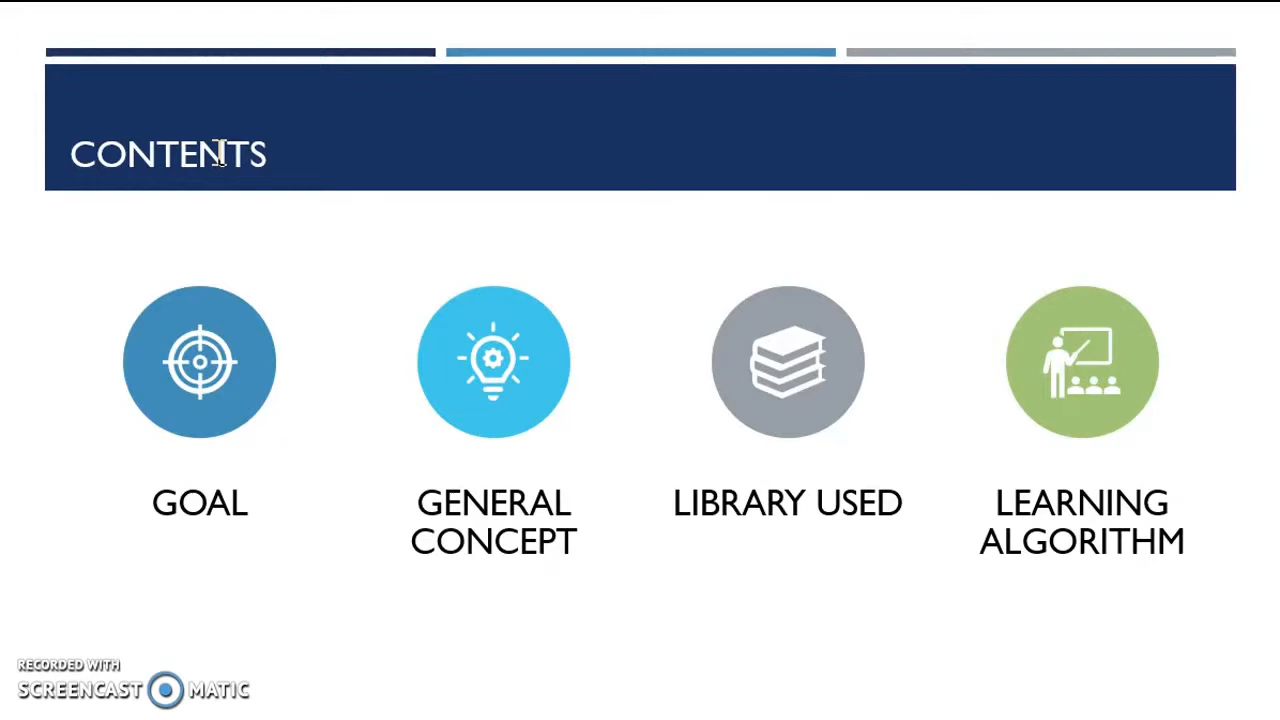 CONTENTS
GOAL
GENERAL
CONCEPT
LIBRARY USED
LEARNING
ALGORITHM
RECORDED WITH
SCREENCAST MATIC